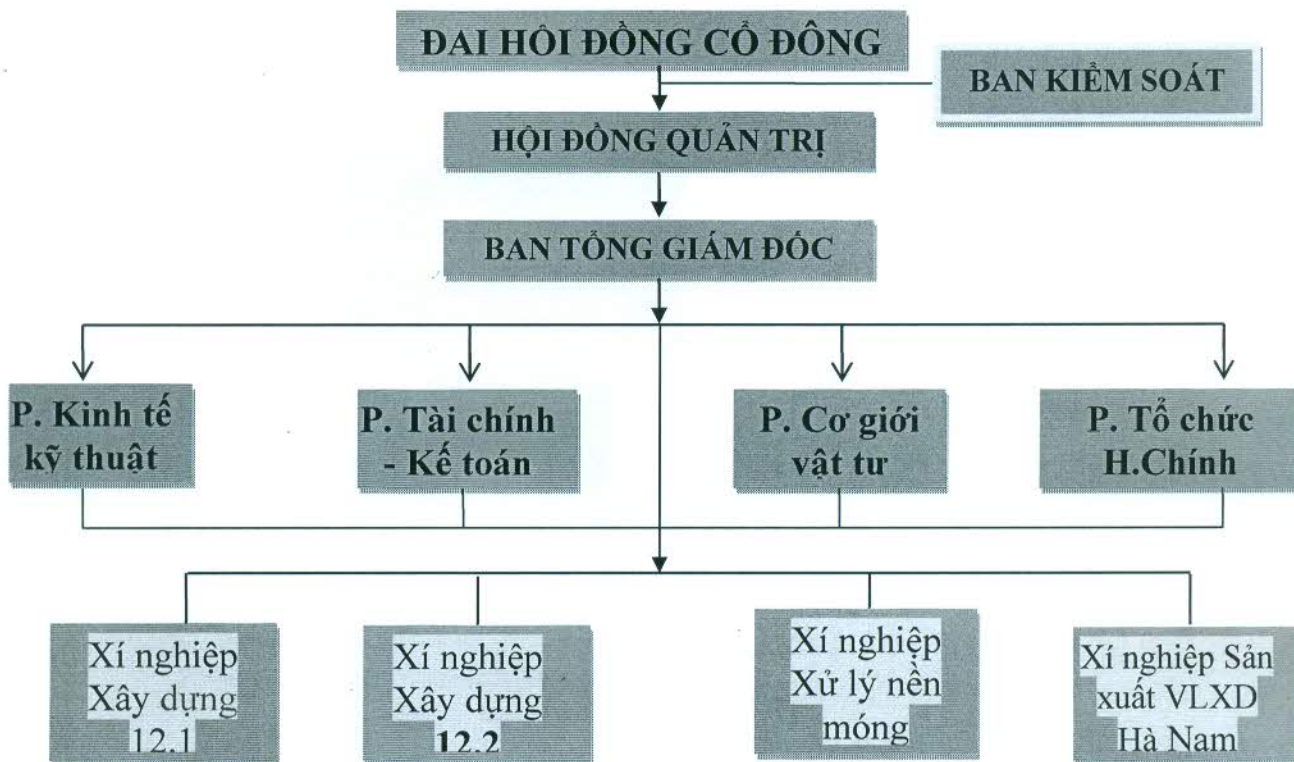 ĐAI HÔI ĐỒNG CỔ ĐÔNG
BAN KIỂM SOÁT
HỘI ĐỒNG QUẢN TRỊ
BAN TỔNG GIÁM ĐỐC
P. Kinh tế
kỹ thuật
P. Tài chính
- Kế toán
P. Cơ giới
vật tư
P. Tổ chức
H.Chính
Xí nghiệp
Xây dựng
12.1
Xí nghiệp
Xây dựng
12.2
Xí nghiệp
Xử lý nền
móng
Xí nghiệp Sản
xuất VLXD
Hà Nam